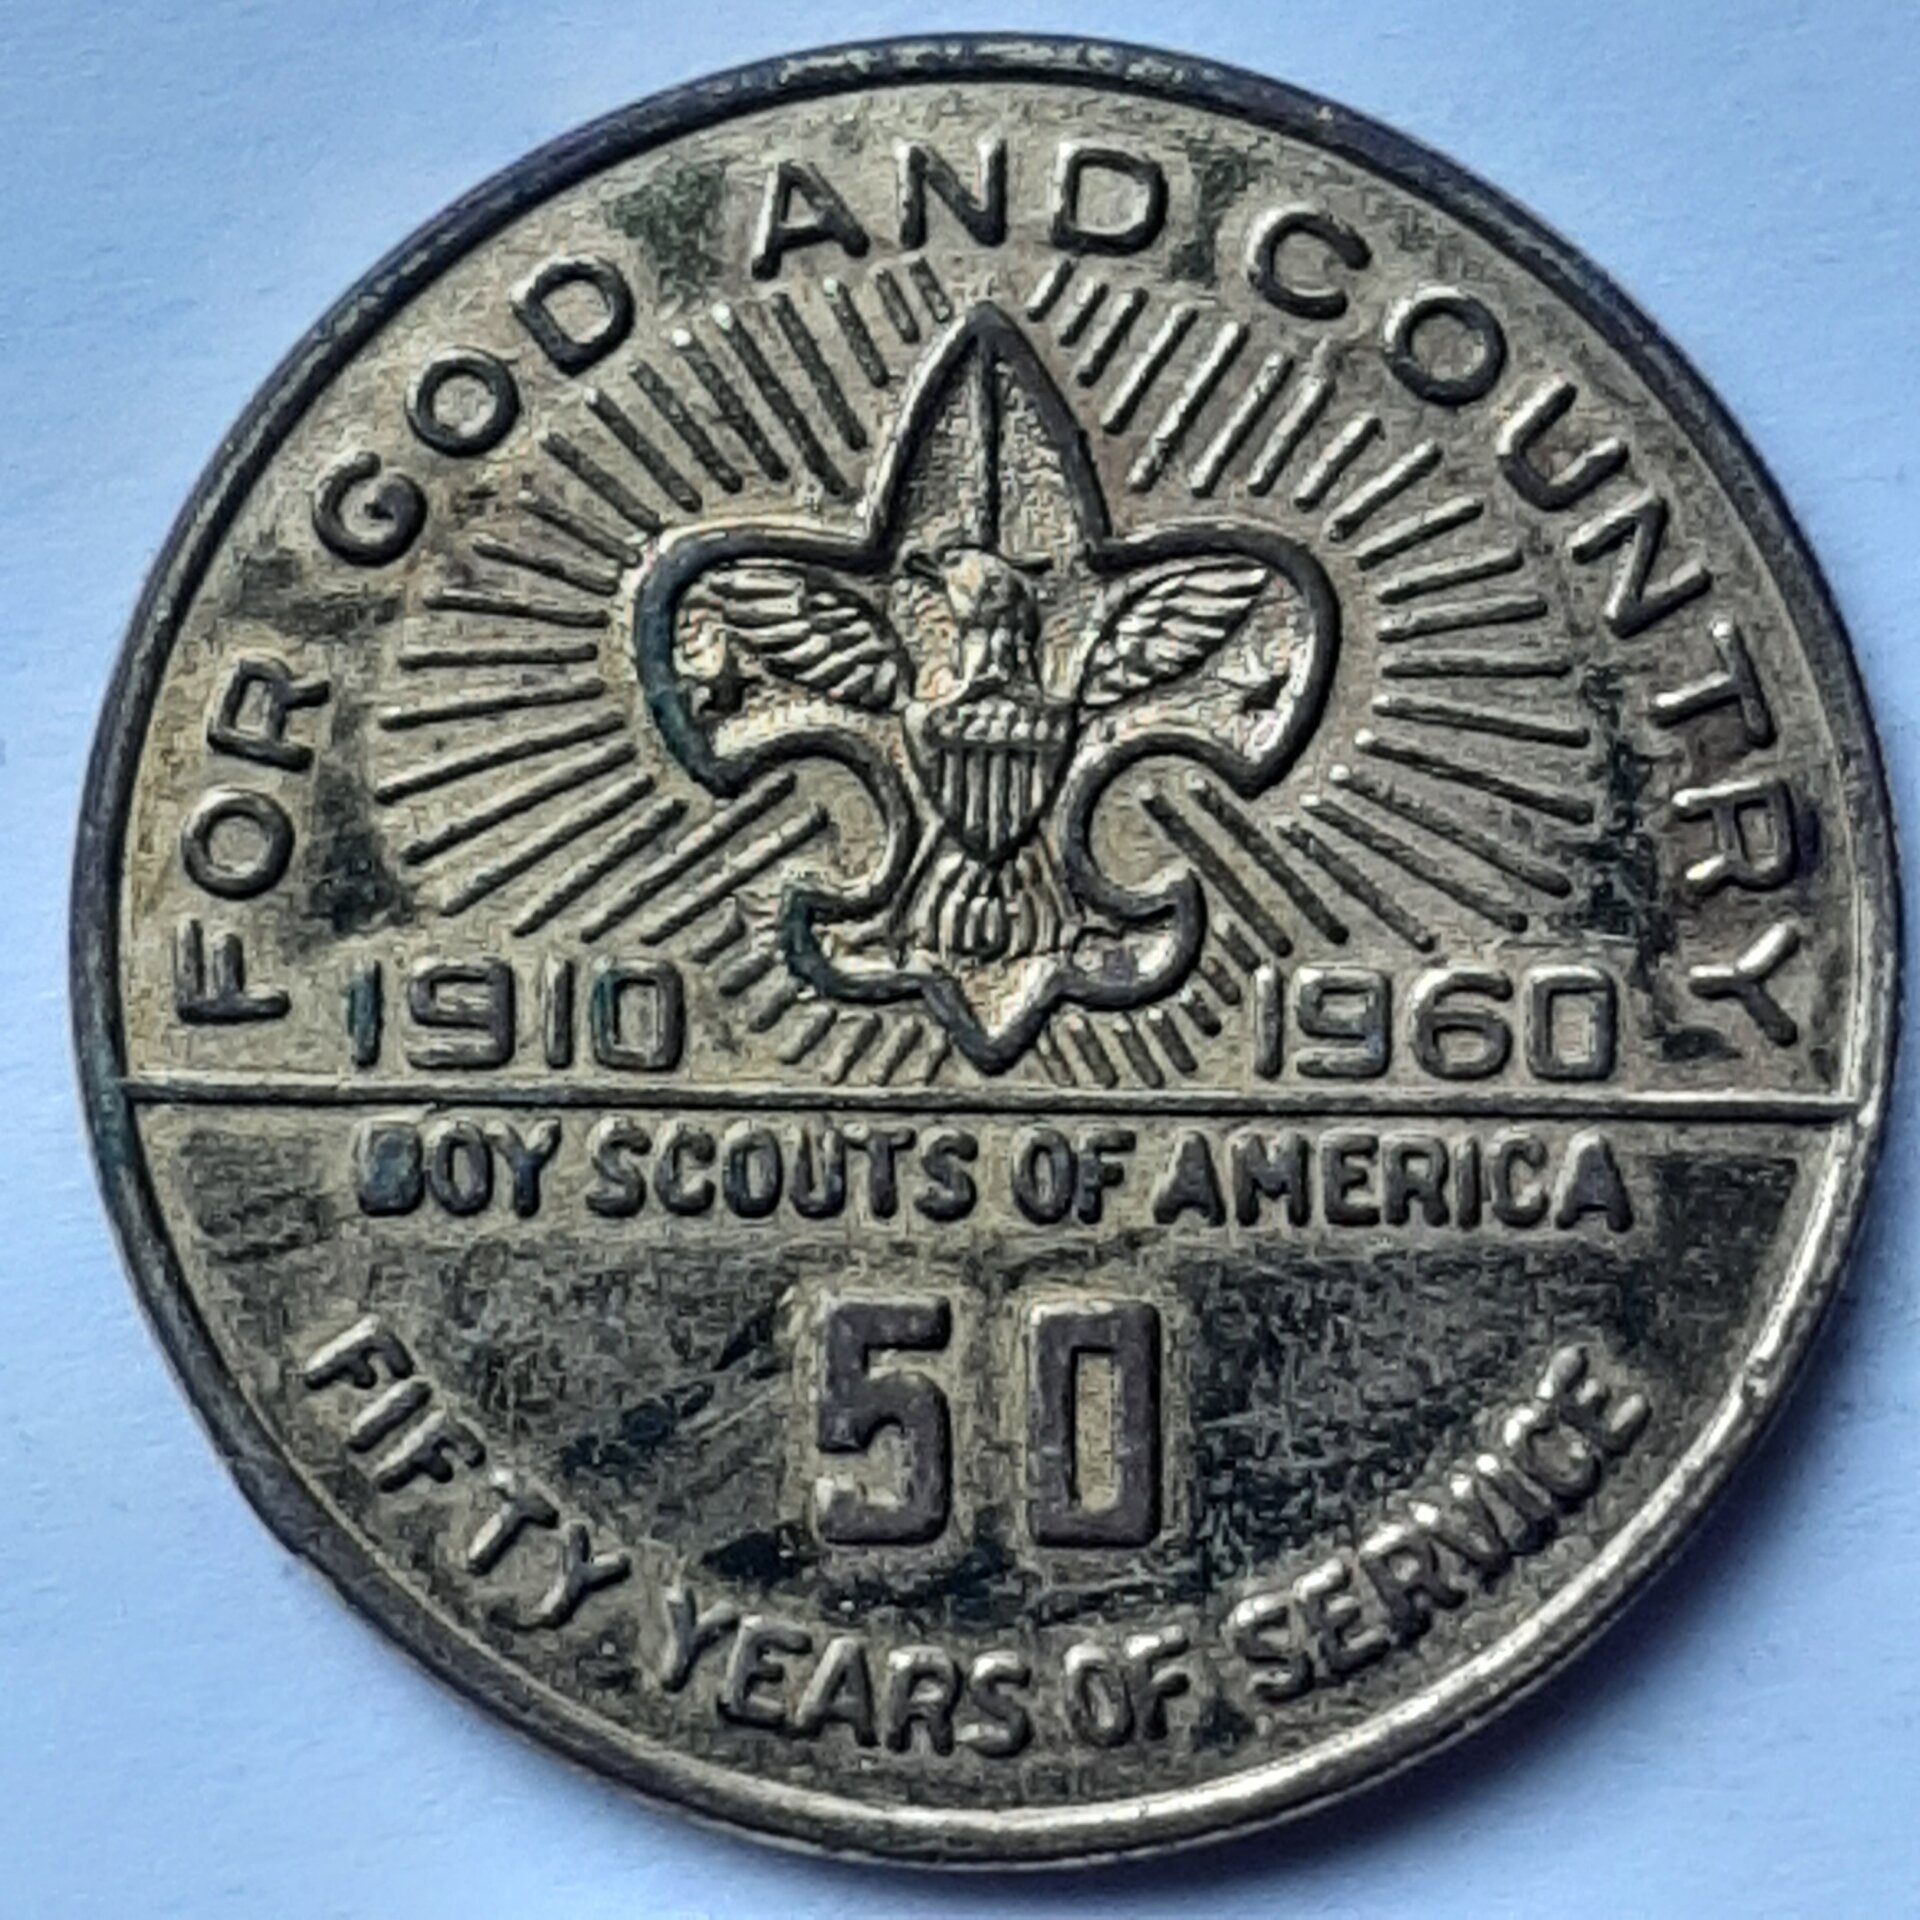 FOR GOD AND COUNTRY
1910 1960
BOY SCOUTS OF AMERICA
50
FIFTY YEARS OF SERVICE